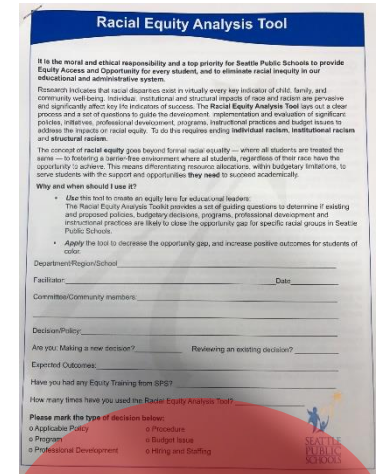 Racial Equity Analysis Tool
It is the moral and ethical responsibility and a top priority for Seattle Public Schools to provide
Equity Access and Opportunity for every student, and to eliminate racial inequity in our
educational and administrative system.
Research indicates that racial disparities exist in virtually every key indicator of child, family, and
community well-being. Individual, institutional and structural impacts of race and racism are pervasive
and significantly affect key life indicators of success. The Racial Equity Analysis Tool lays out a clear
process and a set of questions to guide the development, implementation and evaluation of significant
policies, initiatives, professional development, programs, instructional practices and budget issues to
address the impacts on racial equity. To do this requires ending individual racism, institutional racism
and structural racism.
The concept of racial equity goes beyond formal racial equality — where all students are treated the
same — to fostering a barrier-free environment where all students, regardless of their race have the
opportunity to achieve. This means differentiating resource allocations, within budgetary limitations, to
serve students with the support and opportunities they need to succeed academically.
Why and when should I use it?
• Use this tool to create an equity lens for educational leaders.
The Racial Equity Analysis Toolkit provides a set of guiding questions to determine if existing
and proposed policies, budgetary decisions, programs, professional development and
instructional practices are likely to close the opportunity gap for specific racial groups in Seattle
Public Schools.
• Apply the tool to decrease the opportunity gap, and increase positive outcomes for students of
color.
Department/Region/School
Facilitator: Date
Committee/Community members:
Decision/Policy:
Are you: Making a new decision? Reviewing an existing decision?
Expected Outcomes:
Have you had any Equity Training from SPS?
How many times have you used the Racial Equity Analysis Tool?
Please mark the type of decision below:
o Applicable Policy o Procedure
o Program o Budget Issue
o Professional Development o Hiring and Staffing
SEATTLE
PUBLIC
SCHOOLS